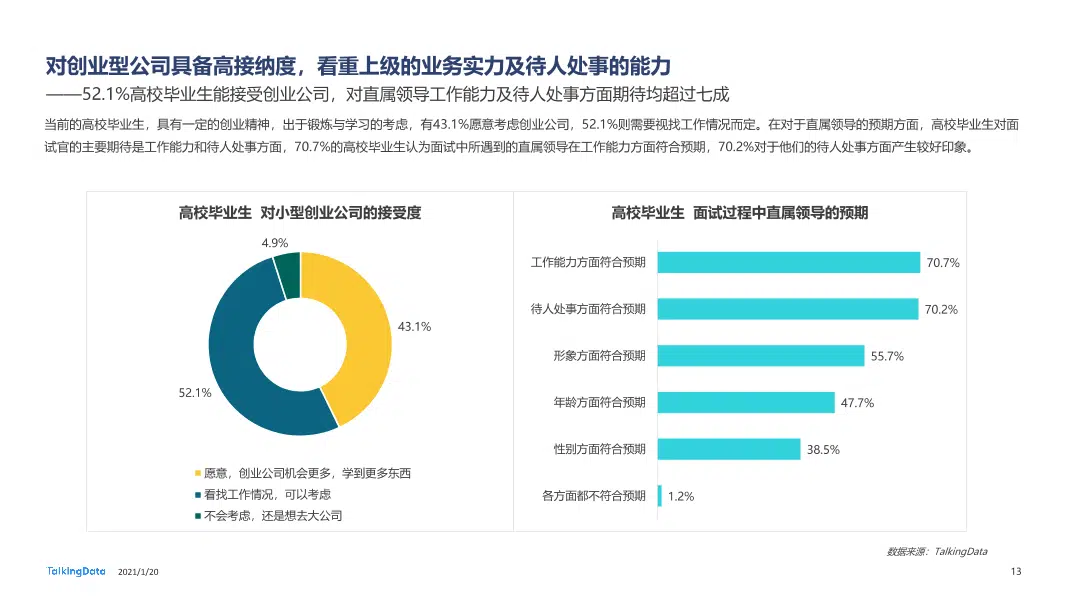 对创业型公司具备高接纳度，看重上级的业务实力及待人处事的能力
——52.1%高校毕业生能接受创业公司，对直属领导工作能力及待人处事方面期待均超过七成
当前的高校毕业生，具有一定的创业精神，出于锻炼与学习的考虑，有43.1%愿意考虑创业公司，52.1%则需要视找工作情况而定。在对于直属领导的预期方面，高校毕业生对面
试官的主要期待是工作能力和待人处事方面，70.7%的高校毕业生认为面试中所遇到的直属领导在工作能力方面符合预期，70.2%对于他们的待人处事方面产生较好印象。
高校毕业生 对小型创业公司的接受度
4.9%
43.1%
52.1%
愿意，创业公司机会更多，学到更多东西
看找工作情况，可以考虑
不会考虑，还是想去大公司
高校毕业生 面试过程中直属领导的预期
工作能力方面符合预期 70.7%
待人处事方面符合预期 70.2%
形象方面符合预期 55.7%
年龄方面符合预期 47.7%
性别方面符合预期 38.5%
各方面都不符合预期 1.2%
数据来源：TalkingData
TalkingData 2021/1/20
13